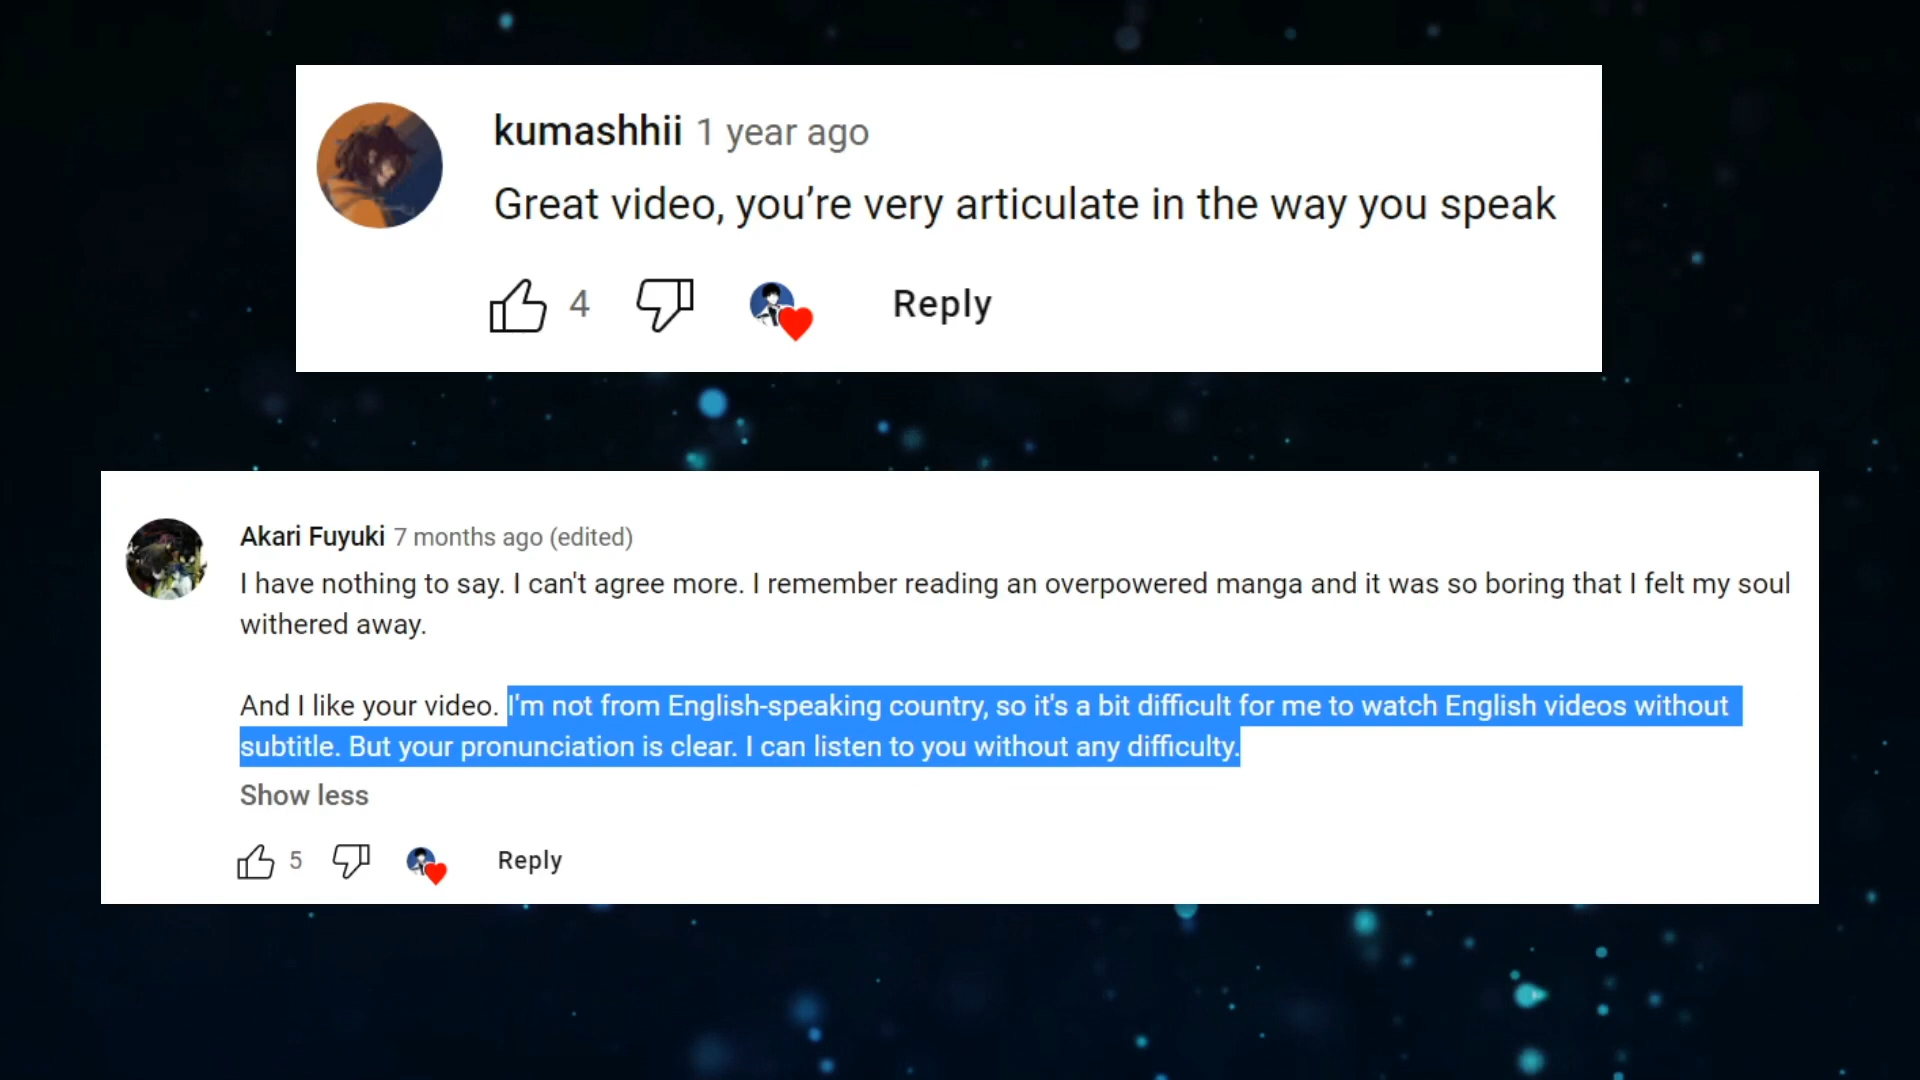 kumashhii 1 year ago
Great video, you’re very articulate in the way you speak
4 Reply
Akari Fuyuki 7 months ago (edited)
I have nothing to say. I can't agree more. I remember reading an overpowered manga and it was so boring that I felt my soul
withered away.
And I like your video. I'm not from English-speaking country, so it's a bit difficult for me to watch English videos without
subtitle. But your pronunciation is clear. I can listen to you without any difficulty.
Show less
5 Reply